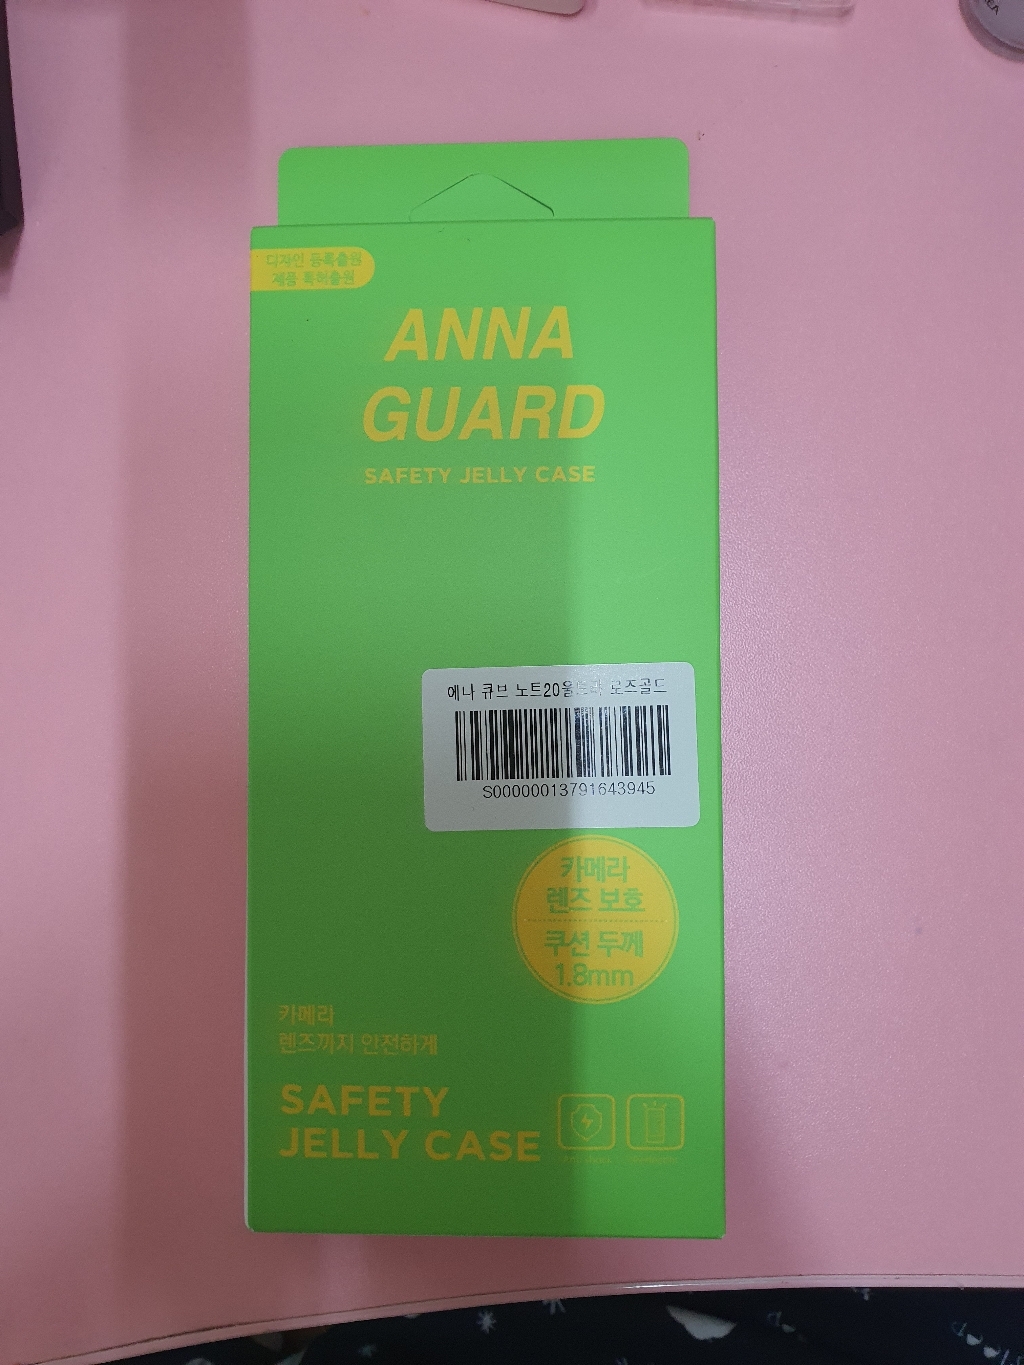 디자인 등록출원
제품 특허출원
ANNA
GUARD
SAFETY JELLY CASE
에나 큐브 노트20울트라 로즈골드
S00000013791643945
카메라
렌즈 보호
쿠션 두께
1.8mm
카메라
렌즈까지 안전하게
SAFETY
JELLY CASE